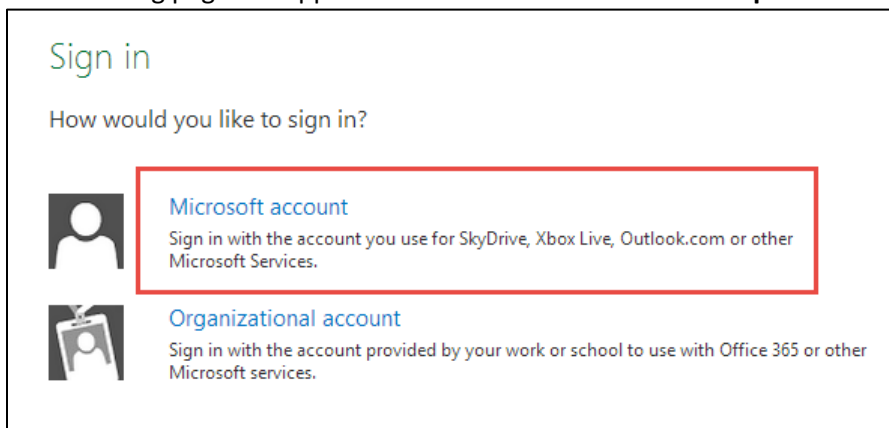 Sign in
How would you like to sign in?
Microsoft account
Sign in with the account you use for SkyDrive, Xbox Live, Outlook.com or other
Microsoft Services.
Organizational account
Sign in with the account provided by your work or school to use with Office 365 or other
Microsoft services.